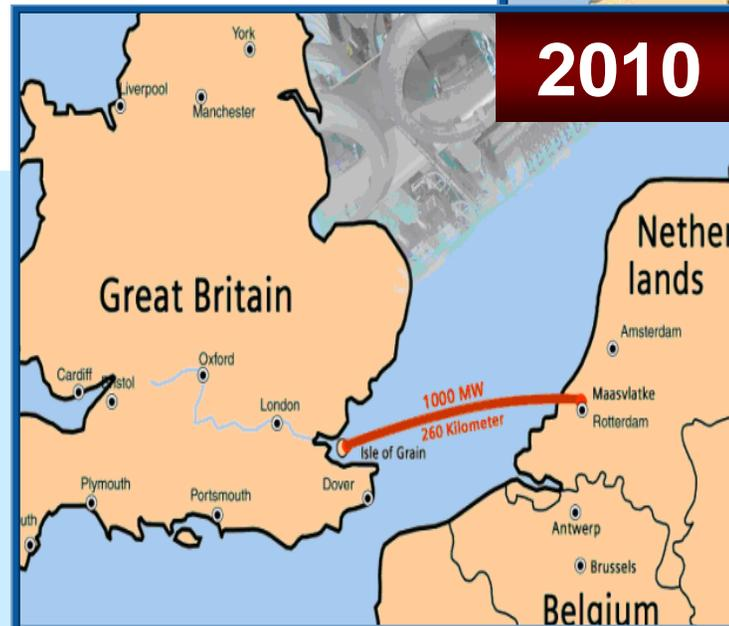 2010
York
Liverpool
Manchester
Nether
lands
Great Britain
Amsterdam
Oxford
Cardiff
1000 MW
Maasvlatke
260 Kilometer
Rotterdam
London
Isle of Grain
Plymouth
Portsmouth
Dover
uth
Antwerp
Brussels
Belgium